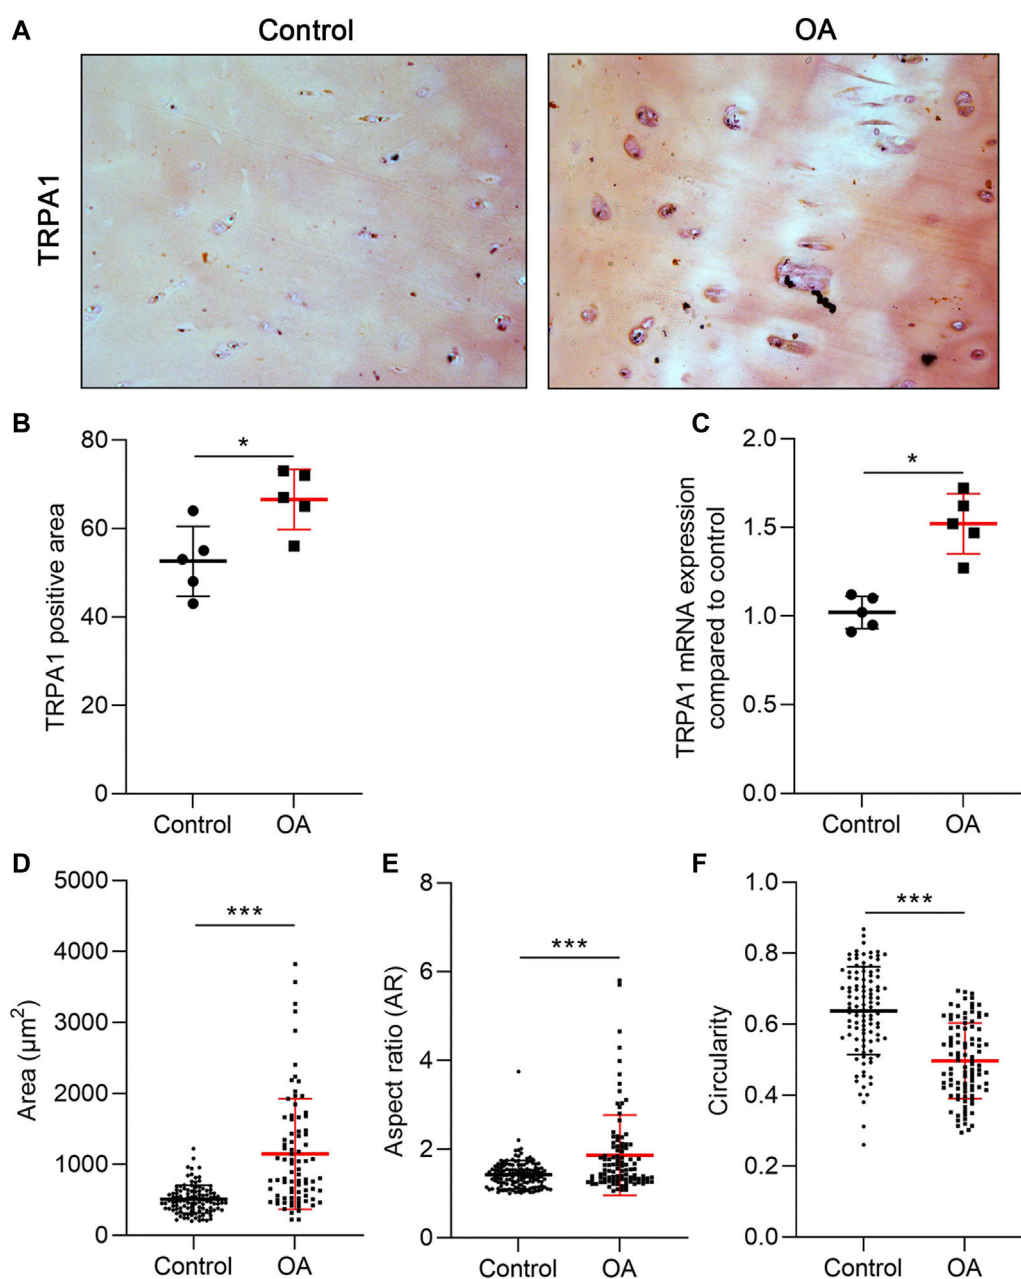 A
Control
OA
TRPA1
B
TRPA1 positive area
80
60
40
20
0
*
Control
OA
C
TRPA1 mRNA expression
compared to control
2.0
1.5
1.0
0.5
0.0
*
Control
OA
D
Area (μm²)
5000
4000
3000
2000
1000
0
***
Control
OA
E
Aspect ratio (AR)
8
6
4
2
0
***
Control
OA
F
Circularity
1.0
0.8
0.6
0.4
0.2
0.0
***
Control
OA